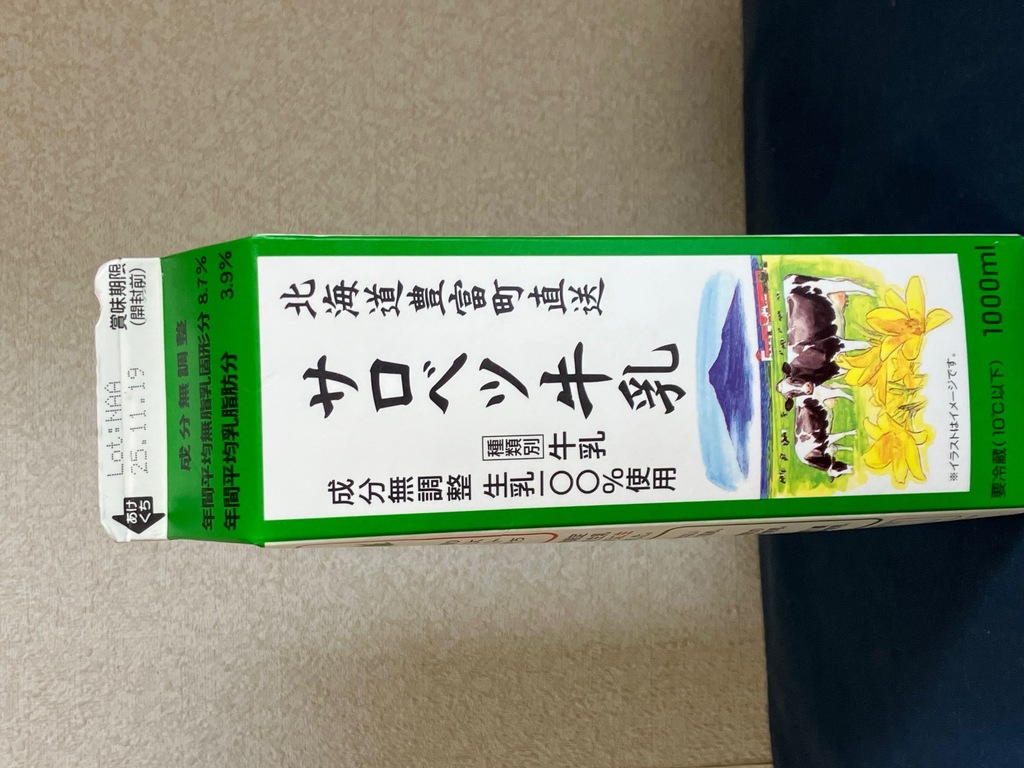 賞味期限
(開封前)
Lot:NAA
25.11.19
あけくち
成分無調整
年間平均無脂乳固形分 8.7%
年間平均乳脂肪分 3.9%
北海道豊富町直送
サロベツ牛乳
種類別 牛乳
成分無調整 生乳一〇〇%使用
※イラストはイメージです。
要冷蔵(10℃以下) 1000ml